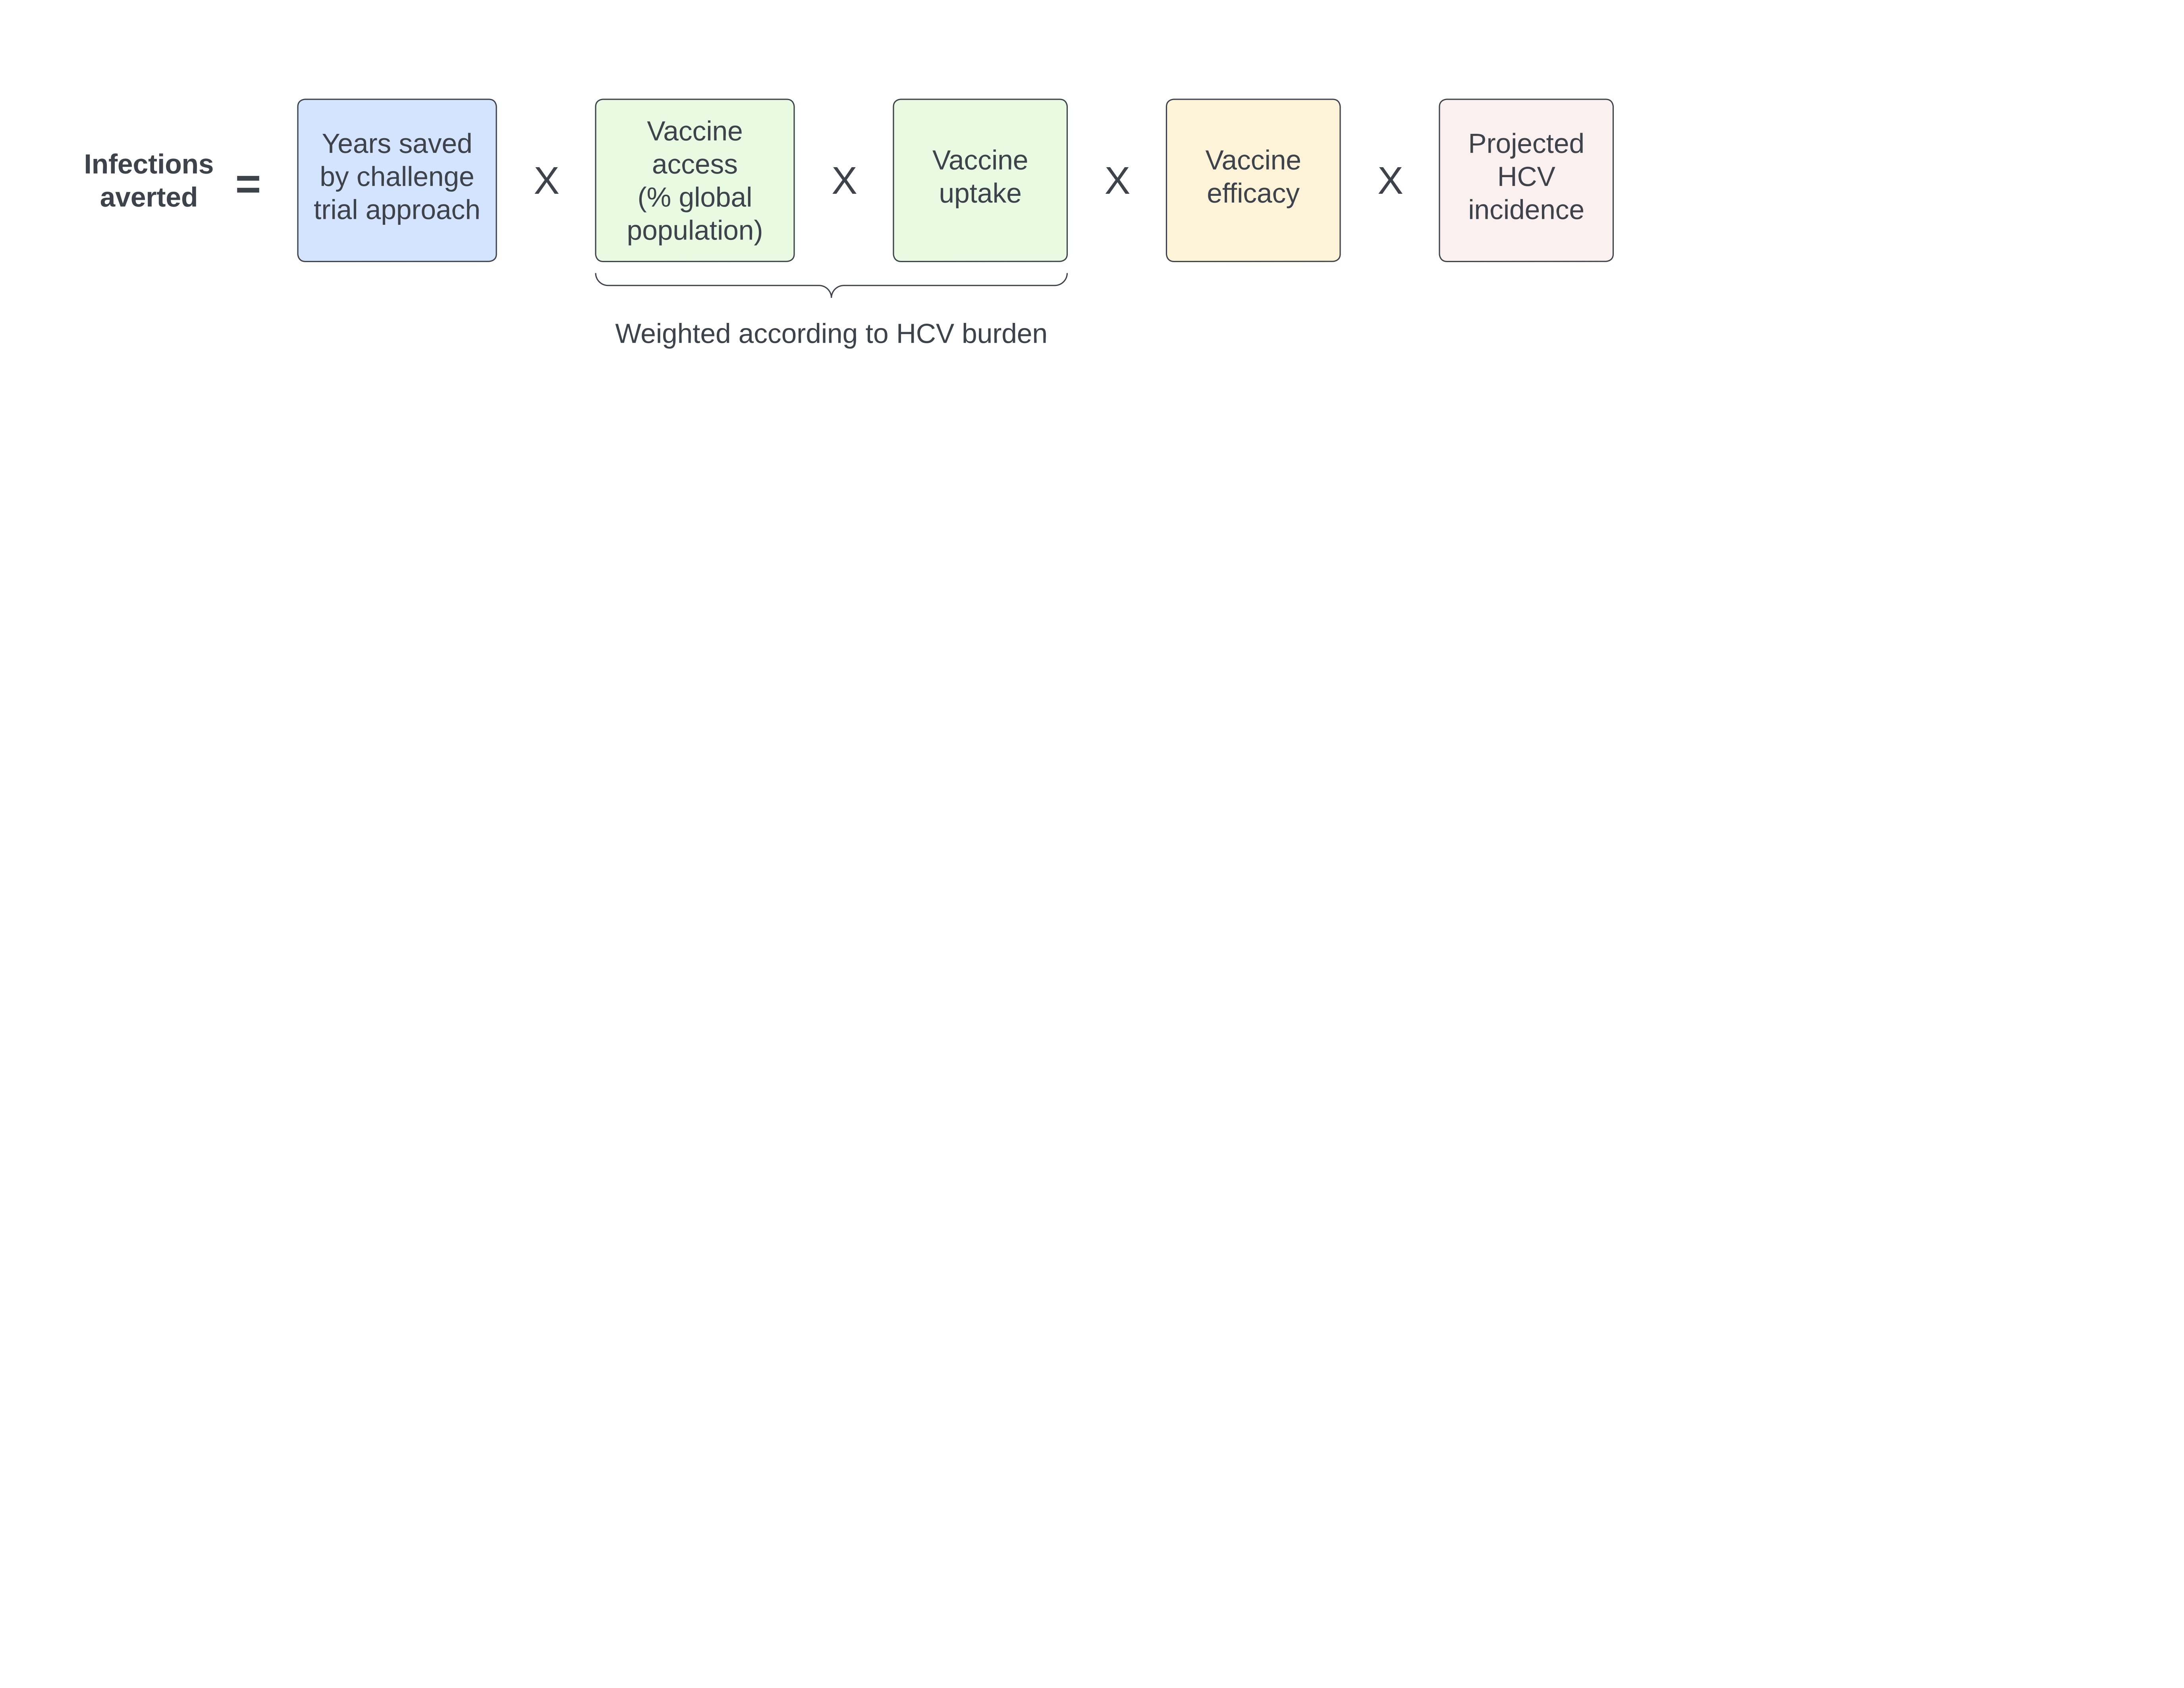 Infections
averted
=
Years saved
by challenge
trial approach
X
Vaccine
access
(% global
population)
X
Vaccine
uptake
X
Vaccine
efficacy
X
Projected
HCV
incidence
Weighted according to HCV burden